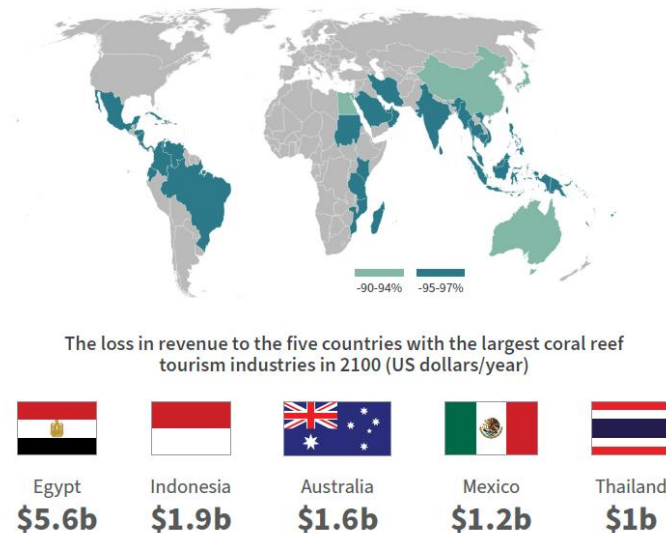 -90-94%
-95-97%
The loss in revenue to the five countries with the largest coral reef
tourism industries in 2100 (US dollars/year)
Egypt
Indonesia
Australia
Mexico
Thailand
$5.6b
$1.9b
$1.6b
$1.2b
$1b